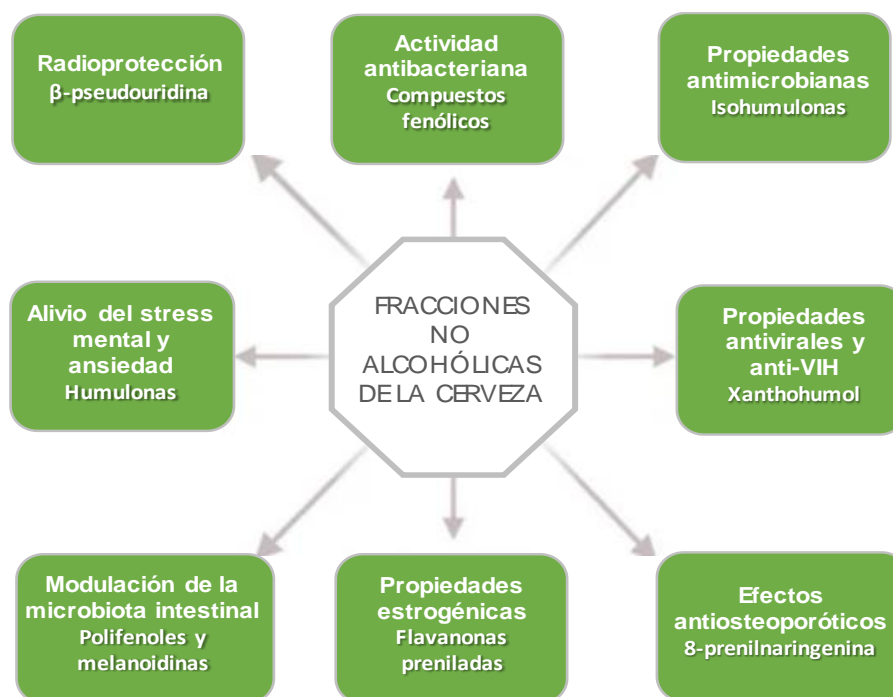 Radioprotección
β-pseudouridina
Actividad
antibacteriana
Compuestos
fenólicos
Propiedades
antimicrobianas
Isohumulonas
Alivio del stress
mental y
ansiedad
Humulonas
FRACCIONES
NO
ALCOHÓLICAS
DE LA CERVEZA
Propiedades
antivirales y
anti-VIH
Xanthohumol
Modulación de la
microbiota intestinal
Polifenoles y
melanoidinas
Propiedades
estrogénicas
Flavanonas
preniladas
Efectos
antiosteoporóticos
8-prenilnaringenina